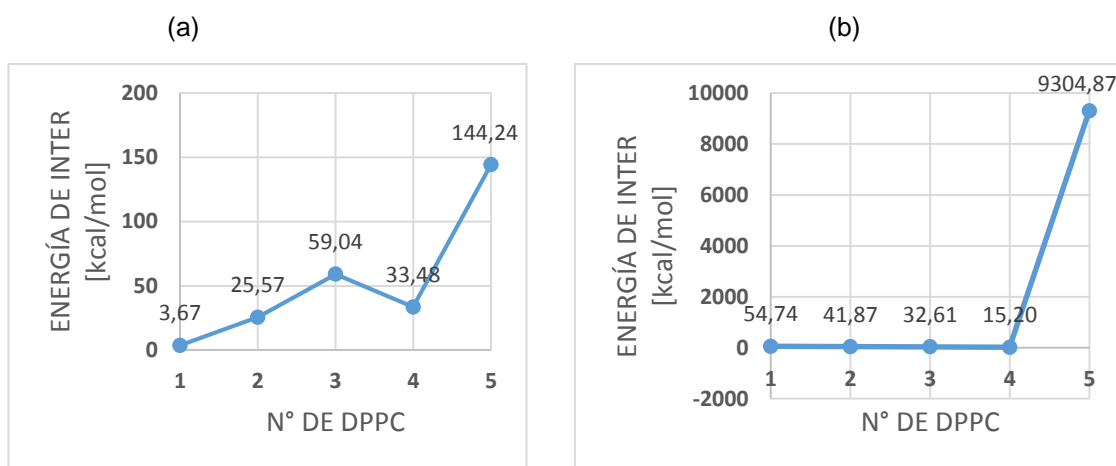 (a)
200
150
100
50
0
144,24
59,04
33,48
25,57
3,67
1 2 3 4 5
N° DE DPPC
ENERGÍA DE INTER
[kcal/mol]
(b)
10000
8000
6000
4000
2000
0
-2000
9304,87
54,74 41,87 32,61 15,20
1 2 3 4 5
N° DE DPPC
ENERGÍA DE INTER
[kcal/mol]